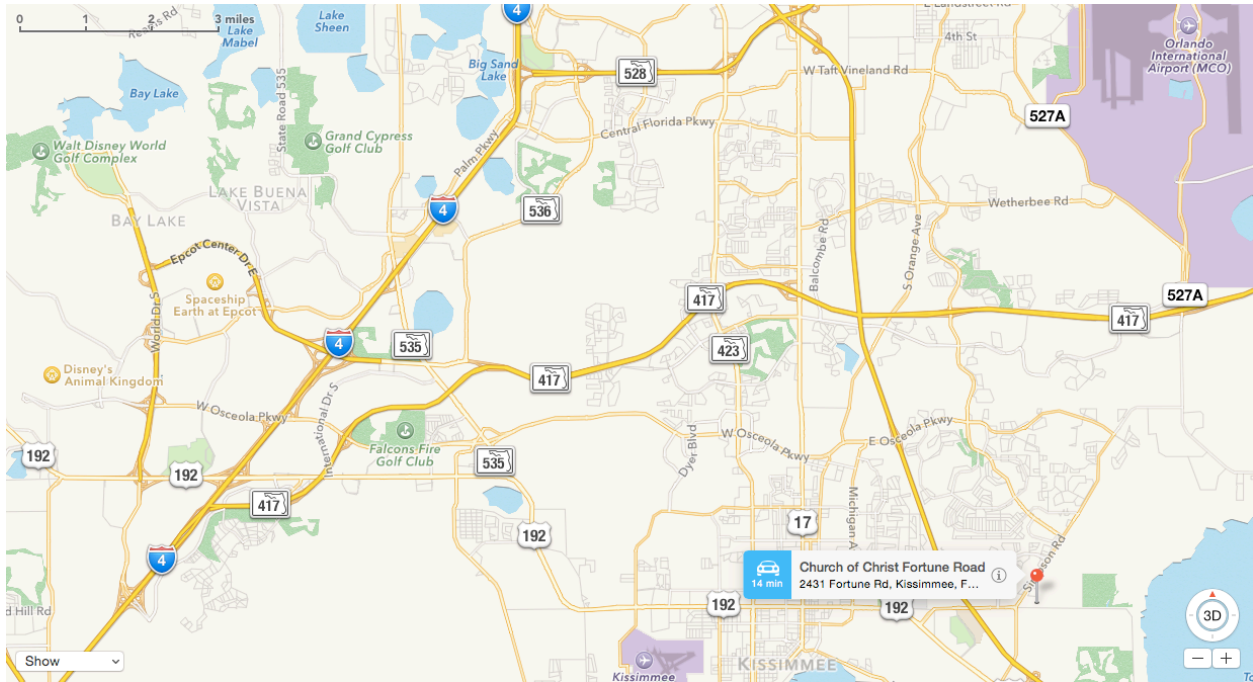 0 1 2 3 miles
Lake
Mabel
Lake
Sheen
4
E Landstreet Rd
4th St
Orlando
International
Airport (MCO)
Big Sand
Lake
528
W Taft Vineland Rd
Bay Lake
State Road 535
527A
Central Florida Pkwy
Grand Cypress
Golf Club
Palm Pkwy
Walt Disney World
Golf Complex
LAKE BUENA
VISTA
BAY LAKE
4
536
Wetherbee Rd
Balcombe Rd
S Orange Ave
Epcot Center Dr E
Spaceship
Earth at Epcot
World Dr S
417
527A
417
4
535
423
Disney's
Animal Kingdom
417
W Osceola Pkwy
International Dr S
Falcons Fire
Golf Club
Dyer Blvd
W Osceola Pkwy
E Osceola Pkwy
192
192
535
417
17
Michigan A
192
4
14 min
Church of Christ Fortune Road
2431 Fortune Rd, Kissimmee, F...
192
192
3D
d Hill Rd
Show
KISSIMMEE
Kissimmee